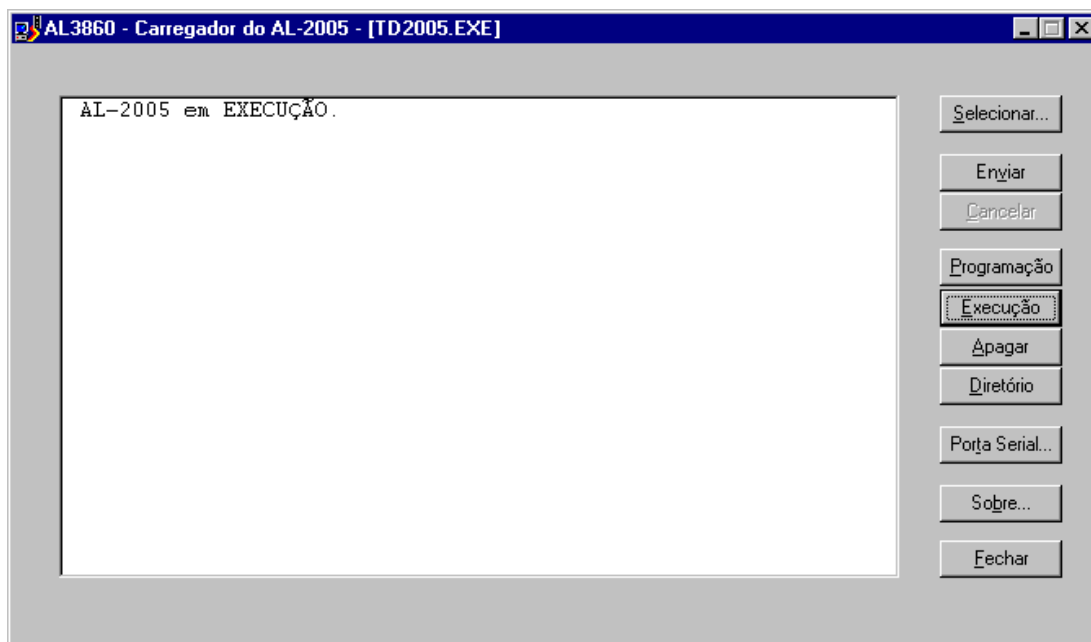 AL3860 - Carregador do AL-2005 - [TD2005.EXE]
AL-2005 em EXECUÇÃO.
Selecionar...
Enviar
Cancelar
Programação
Execução
Apagar
Diretório
Porta Serial...
Sobre...
Fechar